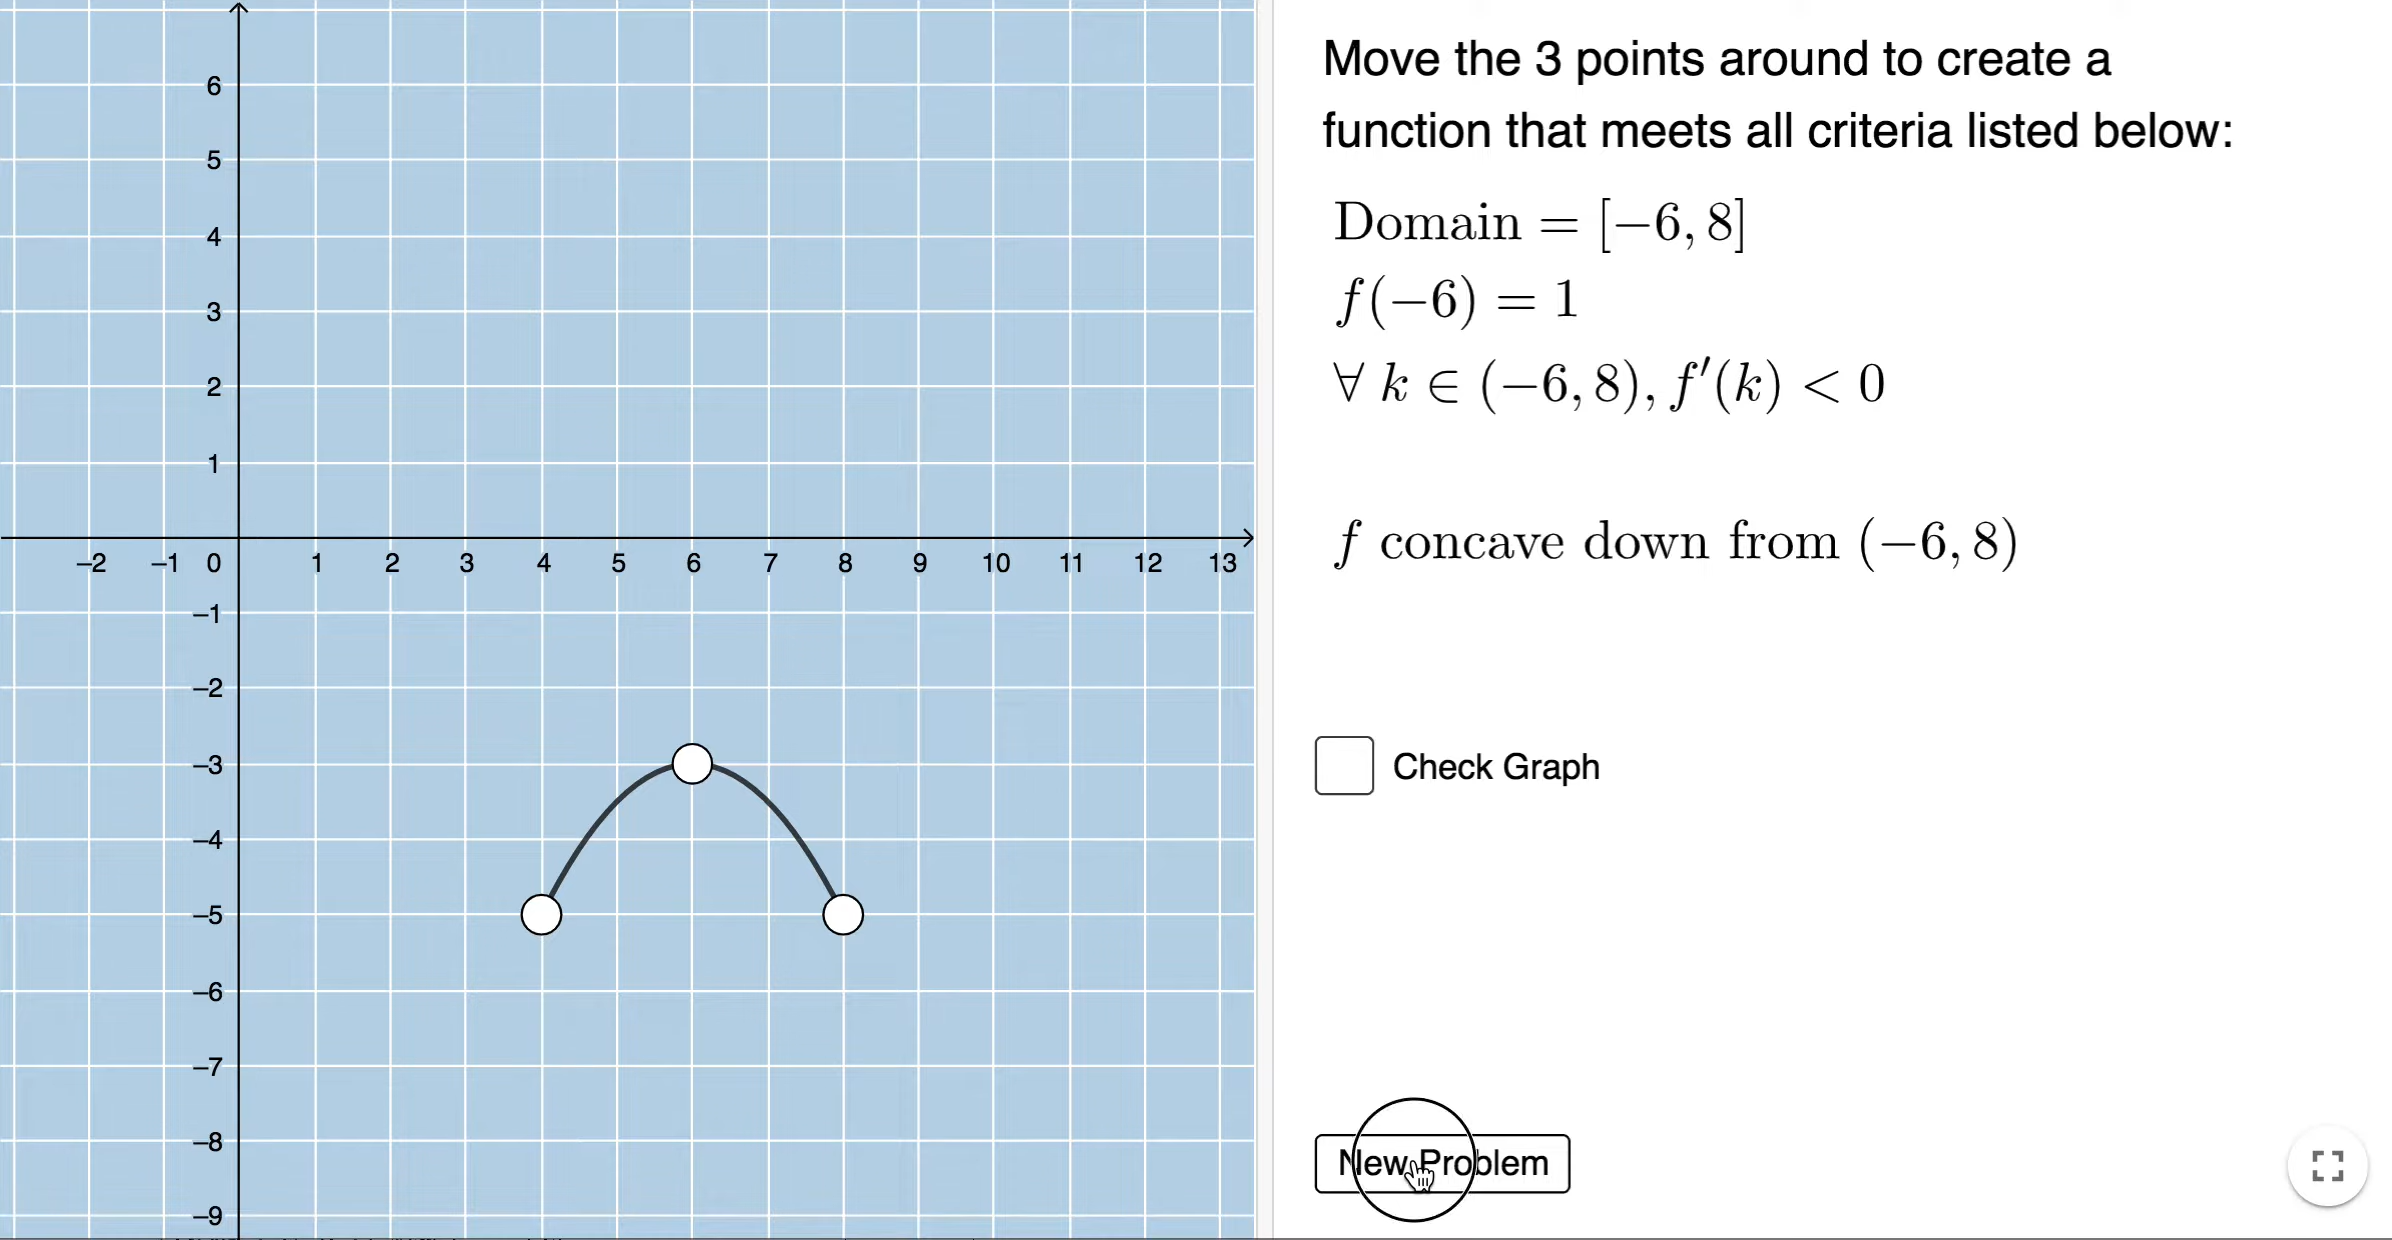 Move the 3 points around to create a
function that meets all criteria listed below:
Domain = [−6, 8]
f(−6) = 1
∀ k ∈ (−6, 8), f′(k) < 0
f concave down from (−6, 8)
Check Graph
New Problem
6
5
4
3
2
1
−2 −1 0 1 2 3 4 5 6 7 8 9 10 11 12 13
−1
−2
−3
−4
−5
−6
−7
−8
−9